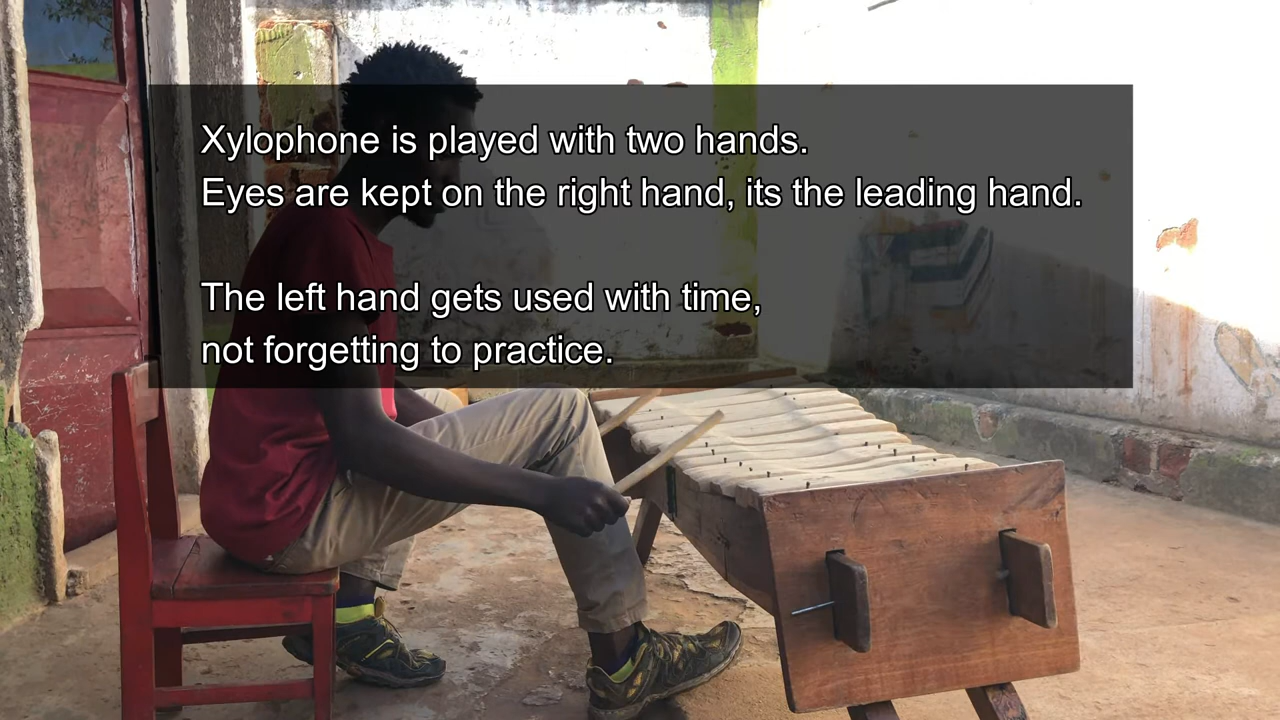 Xylophone is played with two hands.
Eyes are kept on the right hand, its the leading hand.
The left hand gets used with time,
not forgetting to practice.